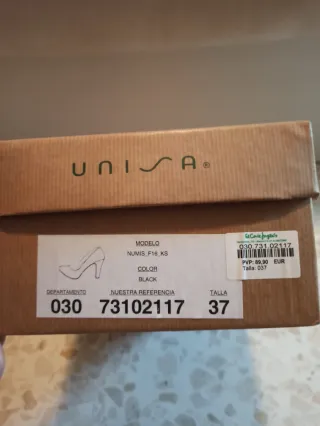 UNISA®
MODELO
NUMIS_F16_KS
COLOR
BLACK
DEPARTAMENTO NUESTRA REFERENCIA TALLA
030 73102117 37
El Corte Inglés
030 731 02117
PVP: 89,90 EUR
Talla: 037